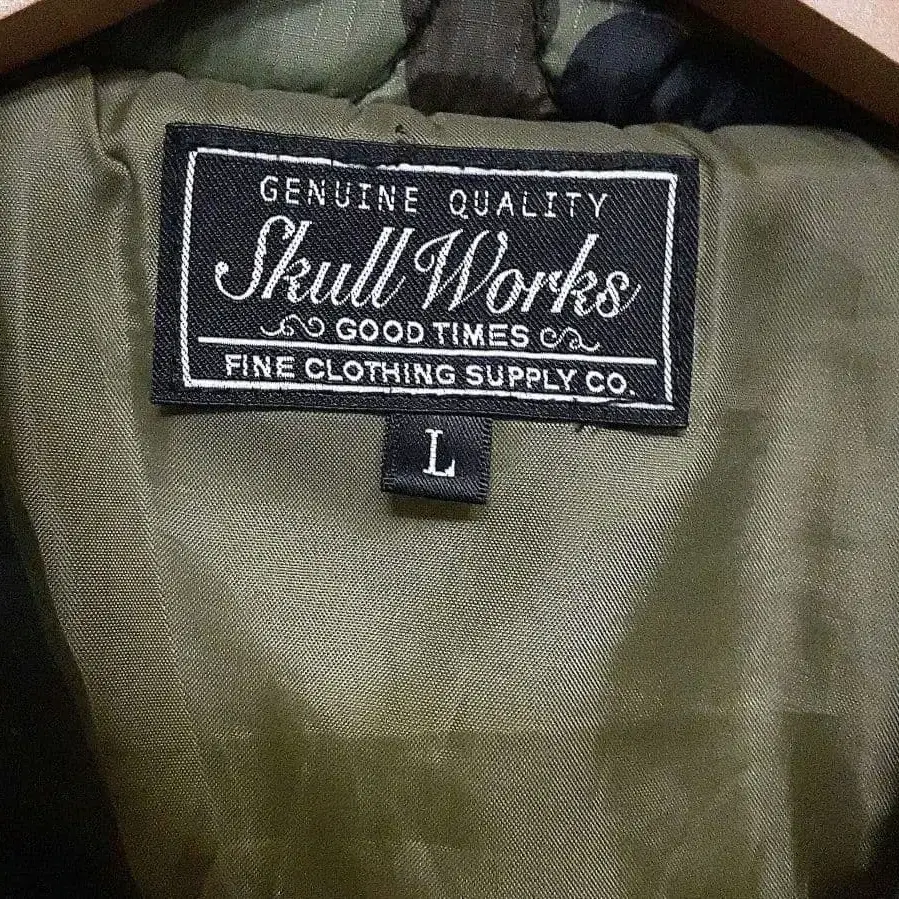 GENUINE QUALITY
Skull Works
GOOD TIMES
FINE CLOTHING SUPPLY CO.
L